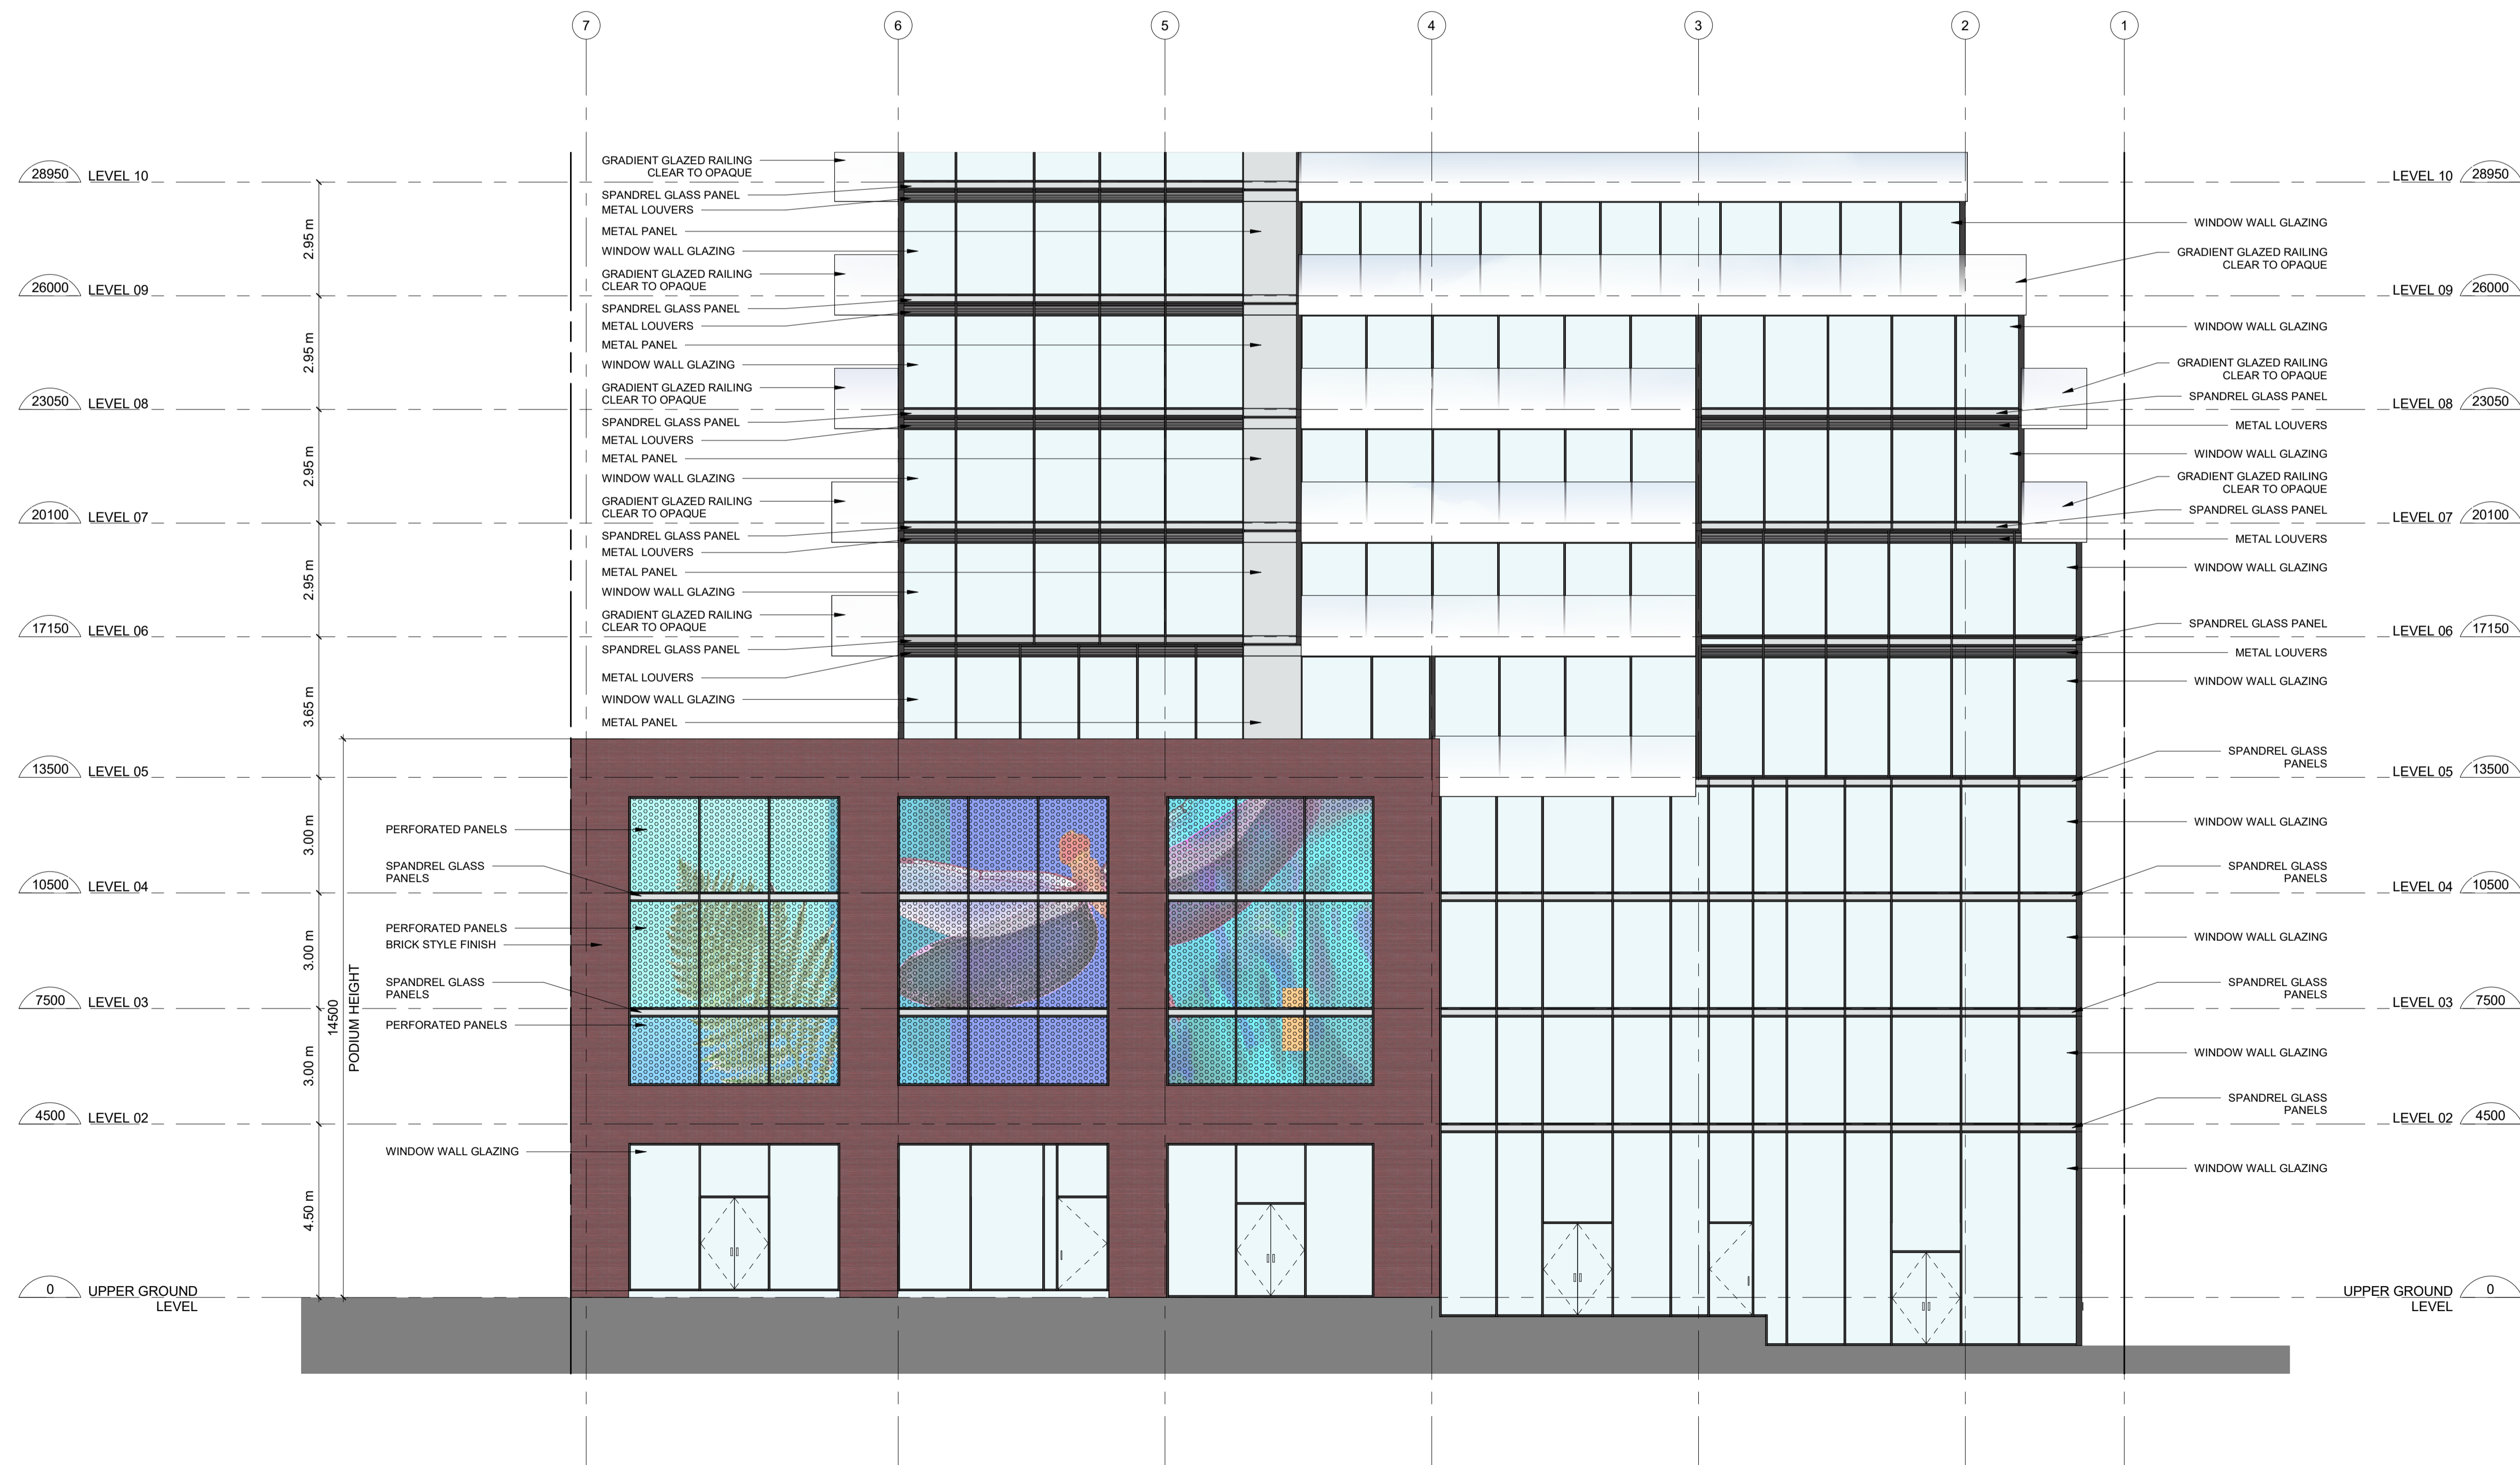 7
6
5
4
3
2
1
28950
LEVEL 10
26000
LEVEL 09
23050
LEVEL 08
20100
LEVEL 07
17150
LEVEL 06
13500
LEVEL 05
10500
LEVEL 04
7500
LEVEL 03
4500
LEVEL 02
0
UPPER GROUND
LEVEL
2.95 m
2.95 m
2.95 m
2.95 m
3.65 m
3.00 m
3.00 m
3.00 m
4.50 m
14500
PODIUM HEIGHT
GRADIENT GLAZED RAILING
CLEAR TO OPAQUE
SPANDREL GLASS PANEL
METAL LOUVERS
METAL PANEL
WINDOW WALL GLAZING
GRADIENT GLAZED RAILING
CLEAR TO OPAQUE
SPANDREL GLASS PANEL
METAL LOUVERS
METAL PANEL
WINDOW WALL GLAZING
GRADIENT GLAZED RAILING
CLEAR TO OPAQUE
SPANDREL GLASS PANEL
METAL LOUVERS
METAL PANEL
WINDOW WALL GLAZING
GRADIENT GLAZED RAILING
CLEAR TO OPAQUE
SPANDREL GLASS PANEL
METAL LOUVERS
METAL PANEL
WINDOW WALL GLAZING
GRADIENT GLAZED RAILING
CLEAR TO OPAQUE
SPANDREL GLASS PANEL
METAL LOUVERS
WINDOW WALL GLAZING
METAL PANEL
PERFORATED PANELS
SPANDREL GLASS
PANELS
PERFORATED PANELS
BRICK STYLE FINISH
SPANDREL GLASS
PANELS
PERFORATED PANELS
WINDOW WALL GLAZING
WINDOW WALL GLAZING
GRADIENT GLAZED RAILING
CLEAR TO OPAQUE
WINDOW WALL GLAZING
GRADIENT GLAZED RAILING
CLEAR TO OPAQUE
SPANDREL GLASS PANEL
METAL LOUVERS
WINDOW WALL GLAZING
GRADIENT GLAZED RAILING
CLEAR TO OPAQUE
SPANDREL GLASS PANEL
METAL LOUVERS
WINDOW WALL GLAZING
SPANDREL GLASS PANEL
METAL LOUVERS
WINDOW WALL GLAZING
SPANDREL GLASS
PANELS
WINDOW WALL GLAZING
SPANDREL GLASS
PANELS
WINDOW WALL GLAZING
SPANDREL GLASS
PANELS
WINDOW WALL GLAZING
SPANDREL GLASS
PANELS
WINDOW WALL GLAZING
LEVEL 10
28950
LEVEL 09
26000
LEVEL 08
23050
LEVEL 07
20100
LEVEL 06
17150
LEVEL 05
13500
LEVEL 04
10500
LEVEL 03
7500
LEVEL 02
4500
UPPER GROUND
LEVEL
0